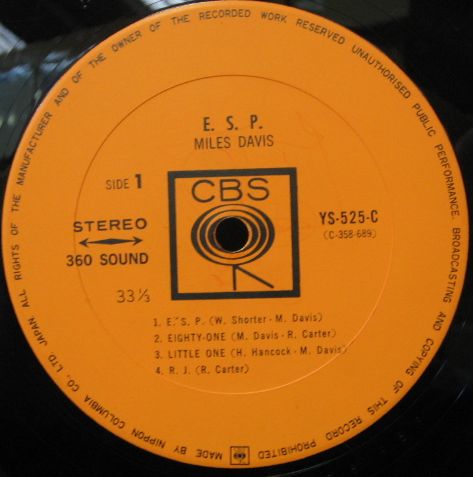 ALL RIGHTS OF THE MANUFACTURER AND OF THE OWNER OF THE RECORDED WORK RESERVED UNAUTHORISED PUBLIC PERFORMANCE. BROADCASTING AND COPYING OF THIS RECORD PROHIBITED
MADE BY NIPPON COLUMBIA CO., LTD JAPAN
E. S. P.
MILES DAVIS
SIDE 1
CBS
STEREO
360 SOUND
YS-525-C
(C-358-689)
33⅓
1. E. S. P. (W. Shorter - M. Davis)
2. EIGHTY-ONE (M. Davis - R. Carter)
3. LITTLE ONE (H. Hancock - M. Davis)
4. R. J. (R. Carter)